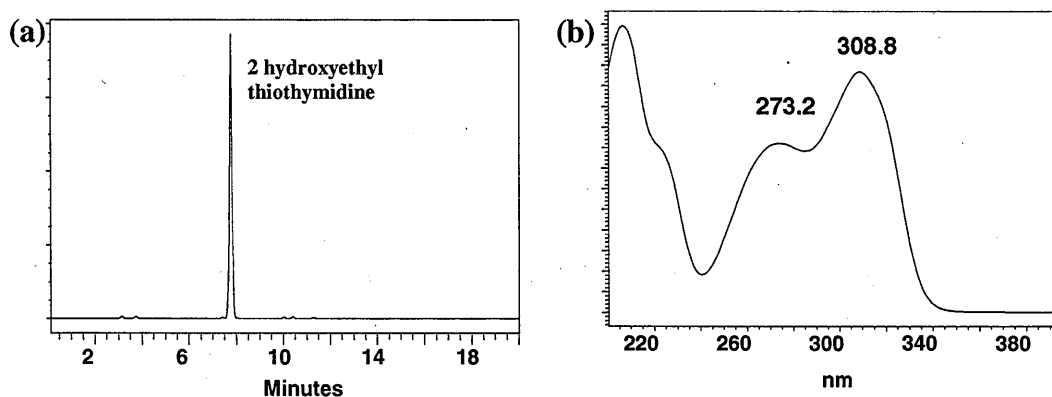 (a)
2 hydroxyethyl
thiothymidine
2 6 10 14 18
Minutes
(b)
308.8
273.2
220 260 300 340 380
nm